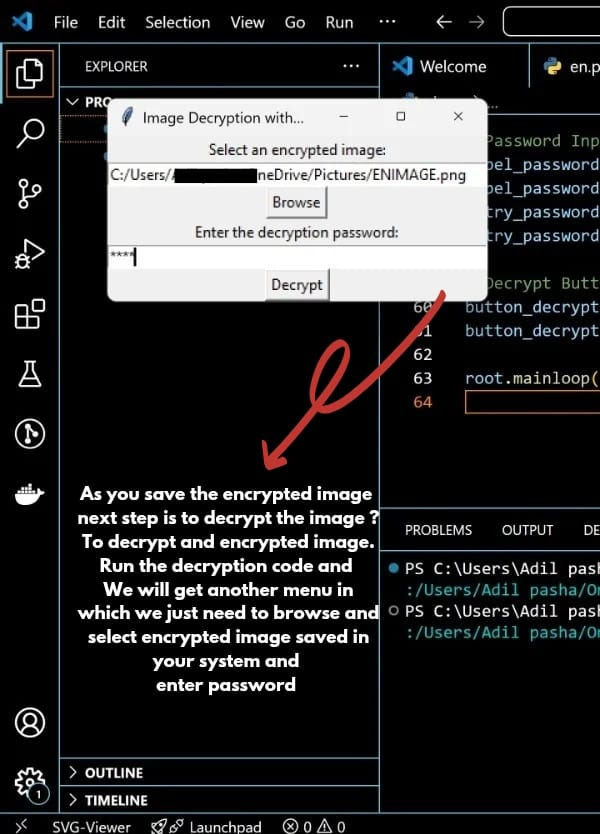 File Edit Selection View Go Run ...
EXPLORER ...
Welcome
en.p
PRO
Image Decryption with...
Select an encrypted image:
C:/Users/ neDrive/Pictures/ENIMAGE.png
Browse
Enter the decryption password:
****
Decrypt
Password Inp
el_password
el_password
try_password
try_password
Decrypt Butt
60 button_decrypt
61 button_decrypt
62
63 root.mainloop(
64
As you save the encrypted image
next step is to decrypt the image ?
To decrypt and encrypted image.
Run the decryption code and
We will get another menu in
which we just need to browse and
select encrypted image saved in
your system and
enter password
PROBLEMS OUTPUT DE
PS C:\Users\Adil pash
:/Users/Adil pasha/On
PS C:\Users\Adil pash
:/Users/Adil pasha/On
1
OUTLINE
TIMELINE
SVG-Viewer Launchpad 0 0